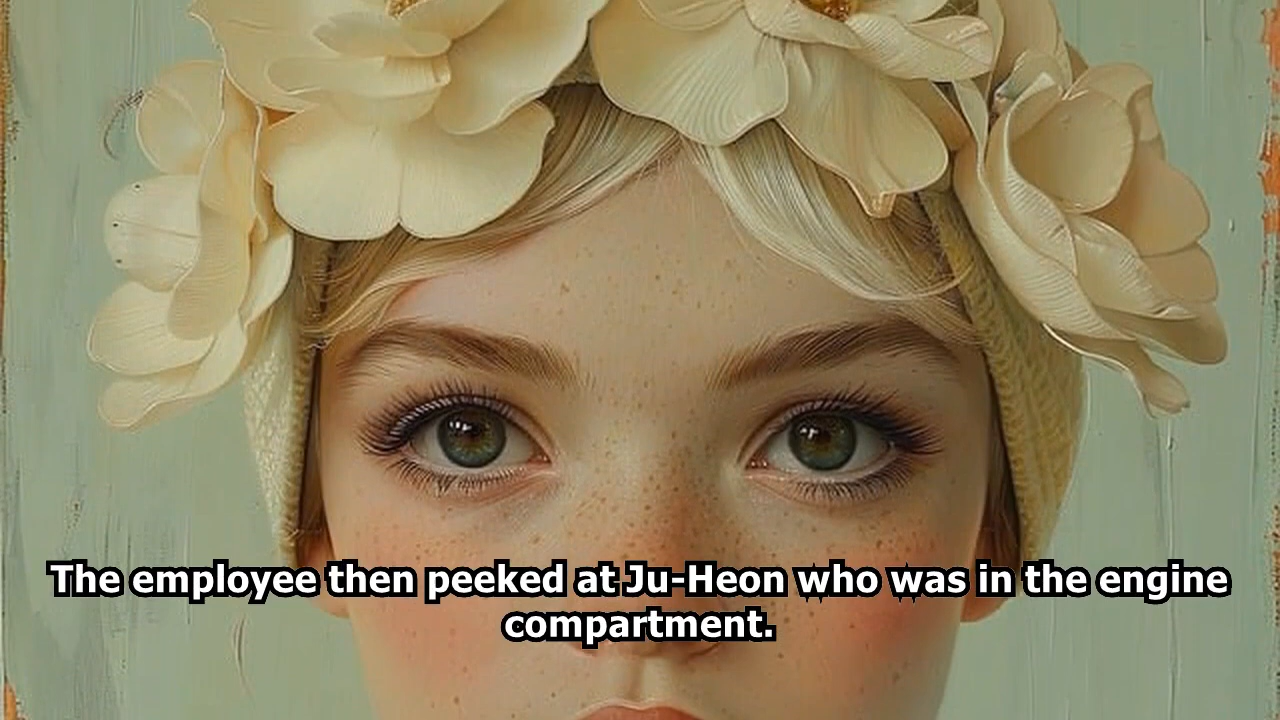 The employee then peeked at Ju-Heon who was in the engine
compartment.